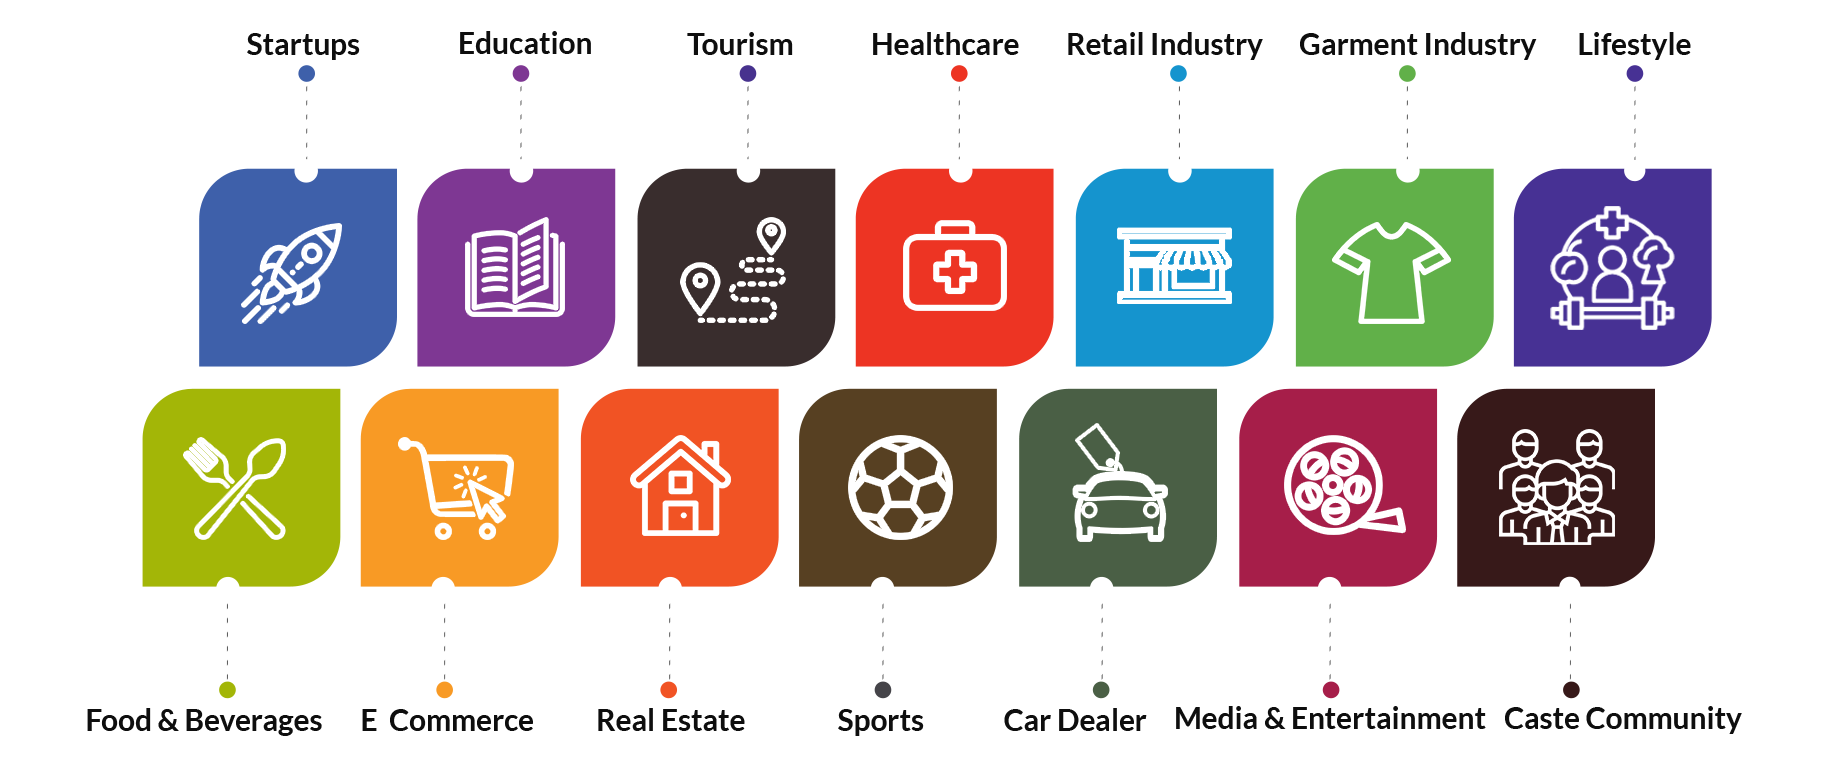 Startups
Education
Tourism
Healthcare
Retail Industry
Garment Industry
Lifestyle
Food & Beverages
E Commerce
Real Estate
Sports
Car Dealer
Media & Entertainment
Caste Community